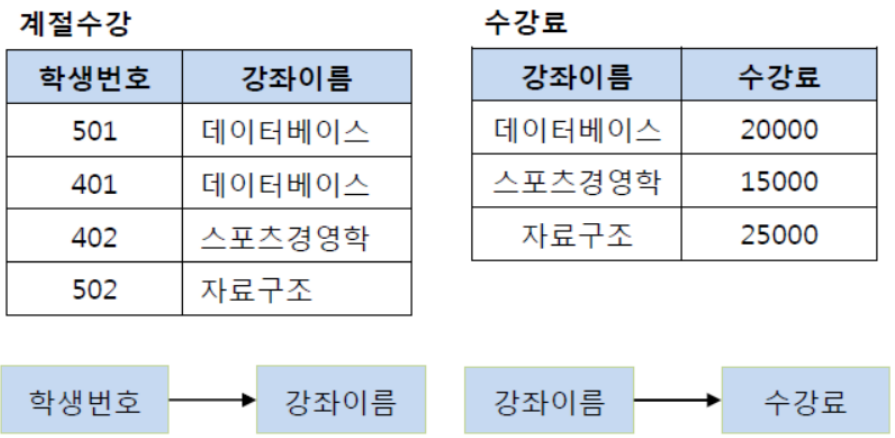 계절수강
학생번호 강좌이름
501 데이터베이스
401 데이터베이스
402 스포츠경영학
502 자료구조
수강료
강좌이름 수강료
데이터베이스 20000
스포츠경영학 15000
자료구조 25000
학생번호 강좌이름
강좌이름 수강료